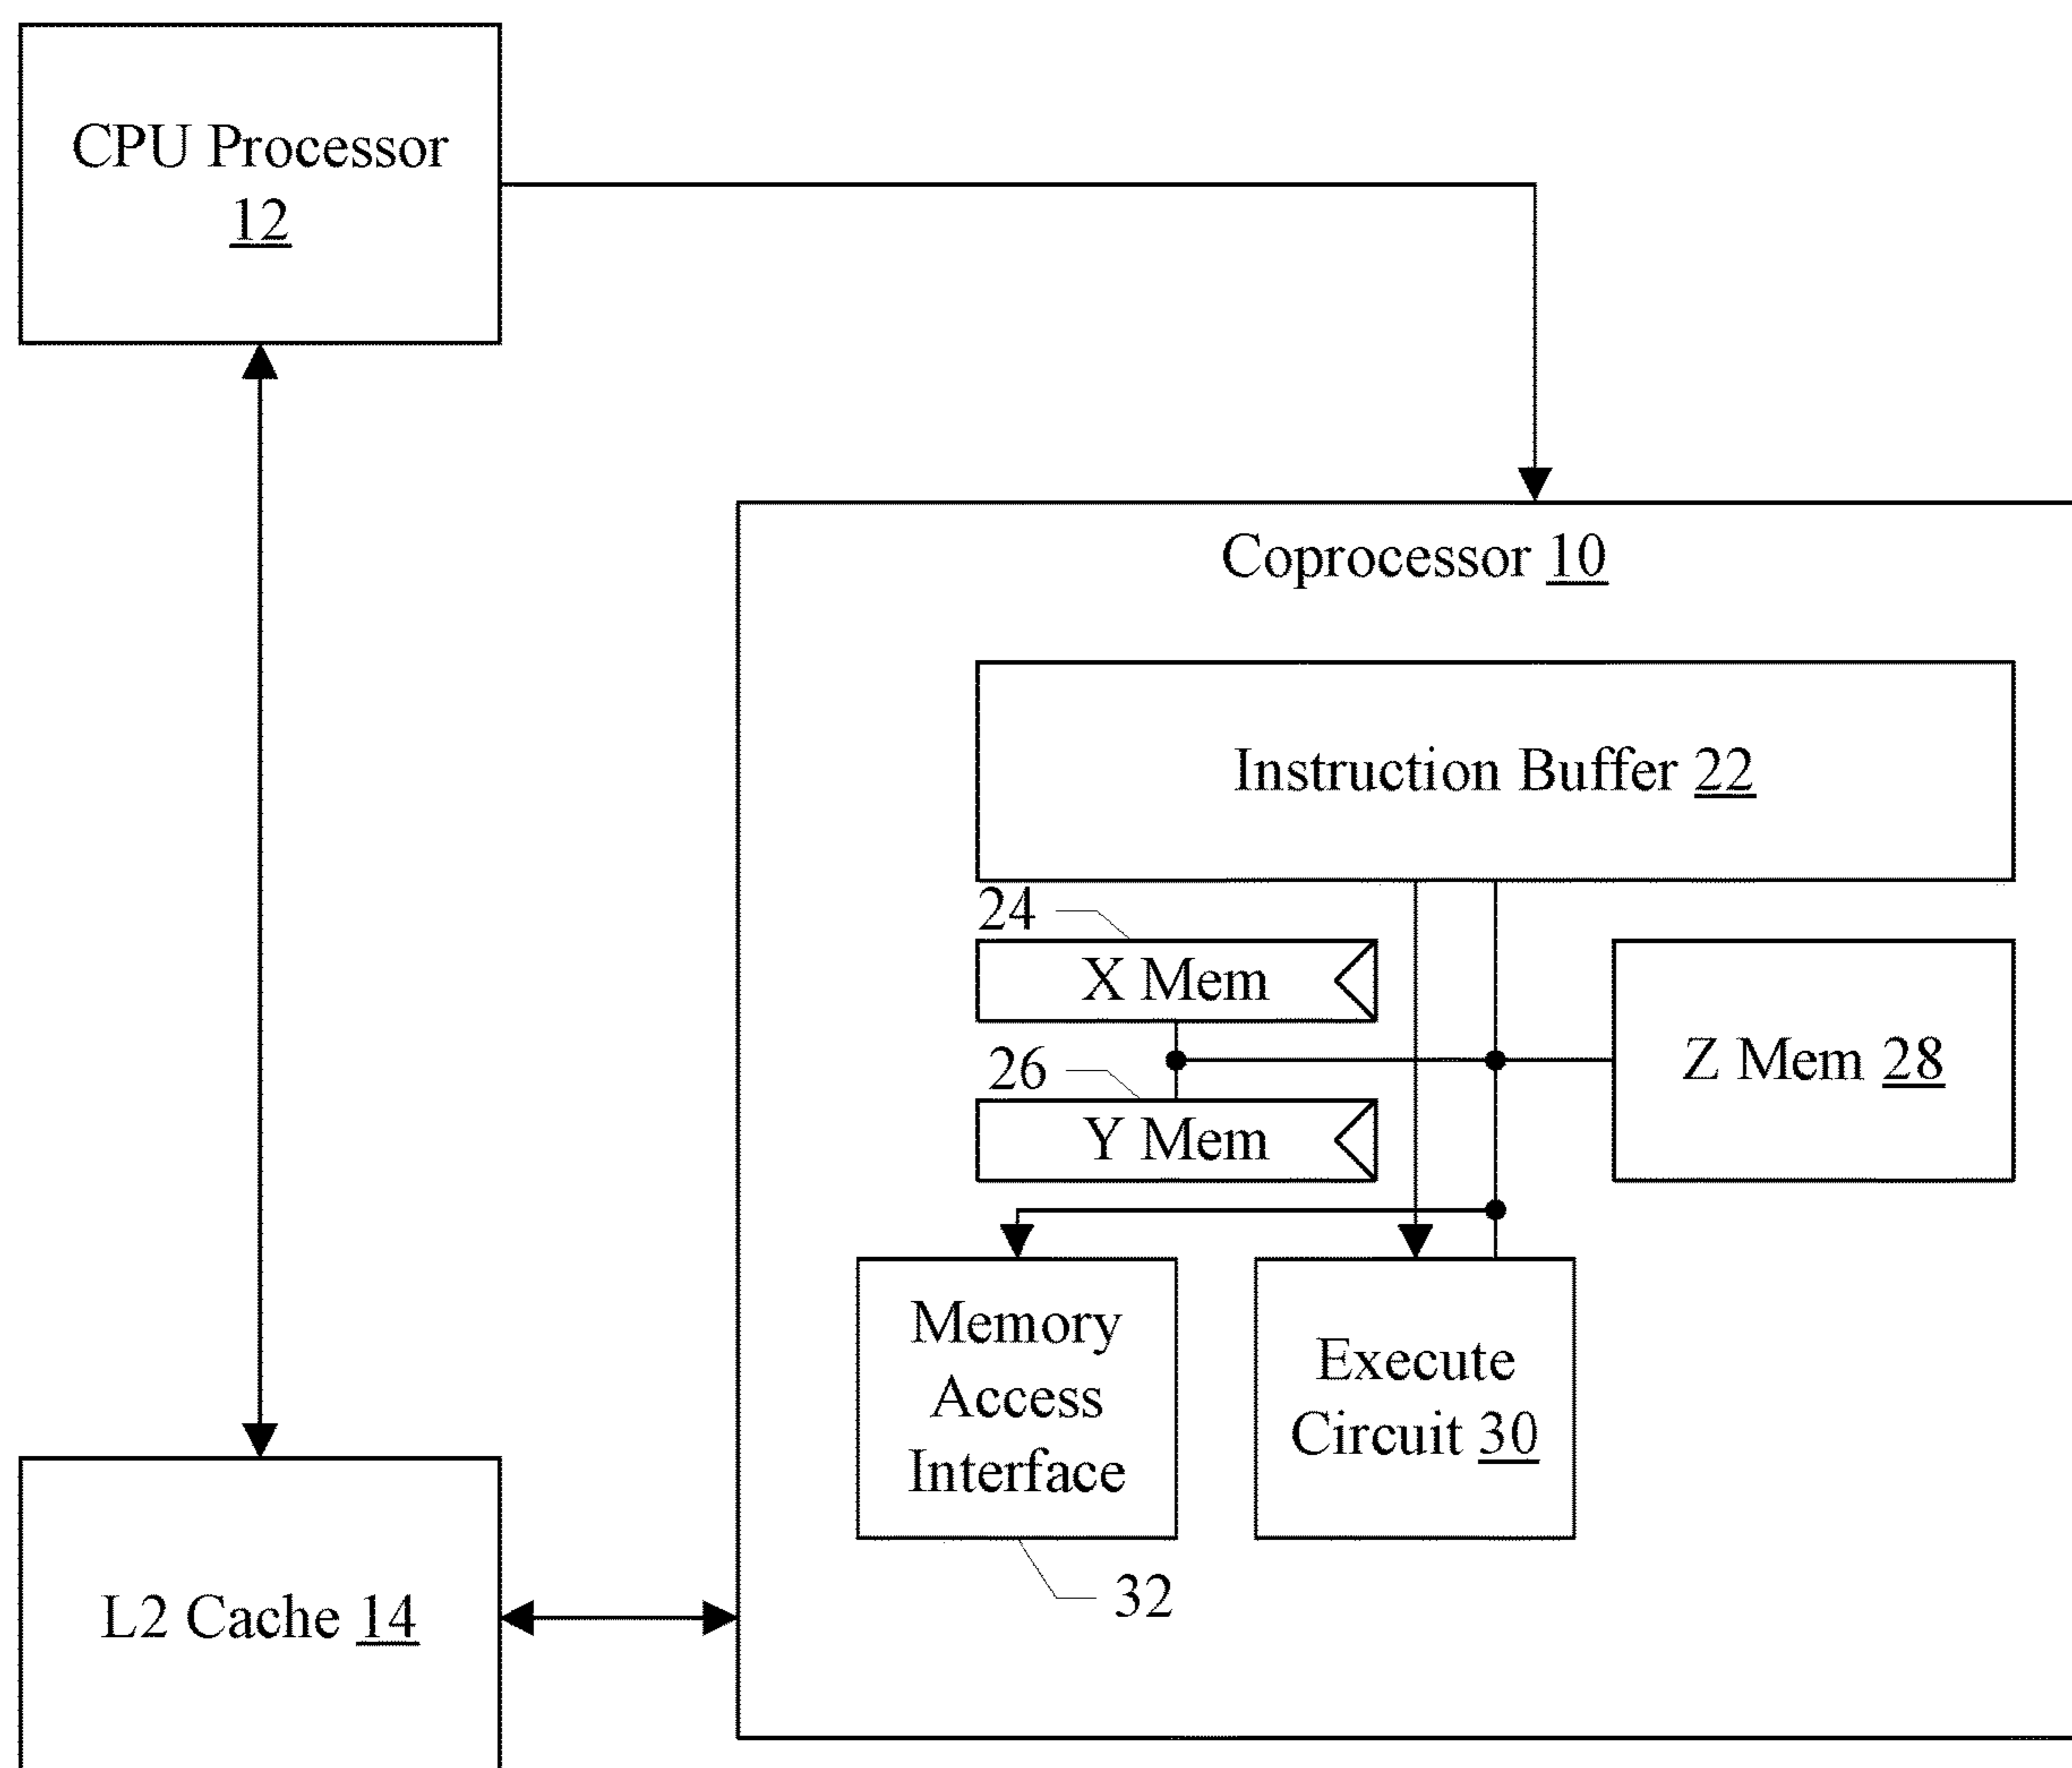 CPU Processor
12
Coprocessor 10
Instruction Buffer 22
24
X Mem
26
Y Mem
Z Mem 28
Memory
Access
Interface
Execute
Circuit 30
32
L2 Cache 14